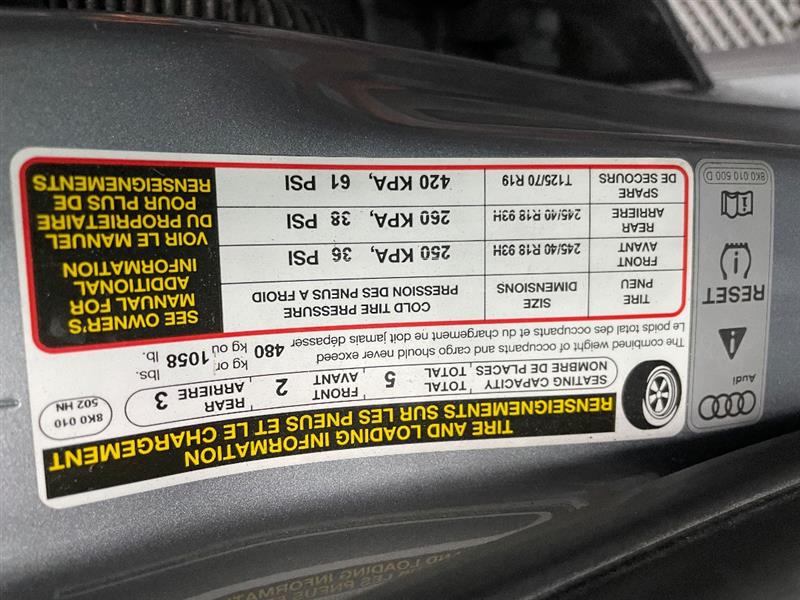 TIRE AND LOADING INFORMATION
RENSEIGNEMENTS SUR LES PNEUS ET LE CHARGEMENT
SEATING CAPACITY TOTAL 5 FRONT 2 REAR 3
NOMBRE DE PLACES TOTAL AVANT ARRIERE
The combined weight of occupants and cargo should never exceed 480 kg or 1058 lbs.
Le poids total des occupants et du chargement ne doit jamais dépasser kg ou lb.
8K0 010
502 HN
TIRE SIZE COLD TIRE PRESSURE
PNEU DIMENSIONS PRESSION DES PNEUS A FROID
FRONT 245/40 R18 93H 250 KPA, 36 PSI
AVANT
REAR 245/40 R18 93H 260 KPA, 38 PSI
ARRIERE
SPARE T125/70 R19 420 KPA, 61 PSI
DE SECOURS
SEE OWNER'S
MANUAL FOR
ADDITIONAL
INFORMATION
VOIR LE MANUEL
DU PROPRIETAIRE
POUR PLUS DE
RENSEIGNEMENTS
Audi
RESET
8K0 010 500 D